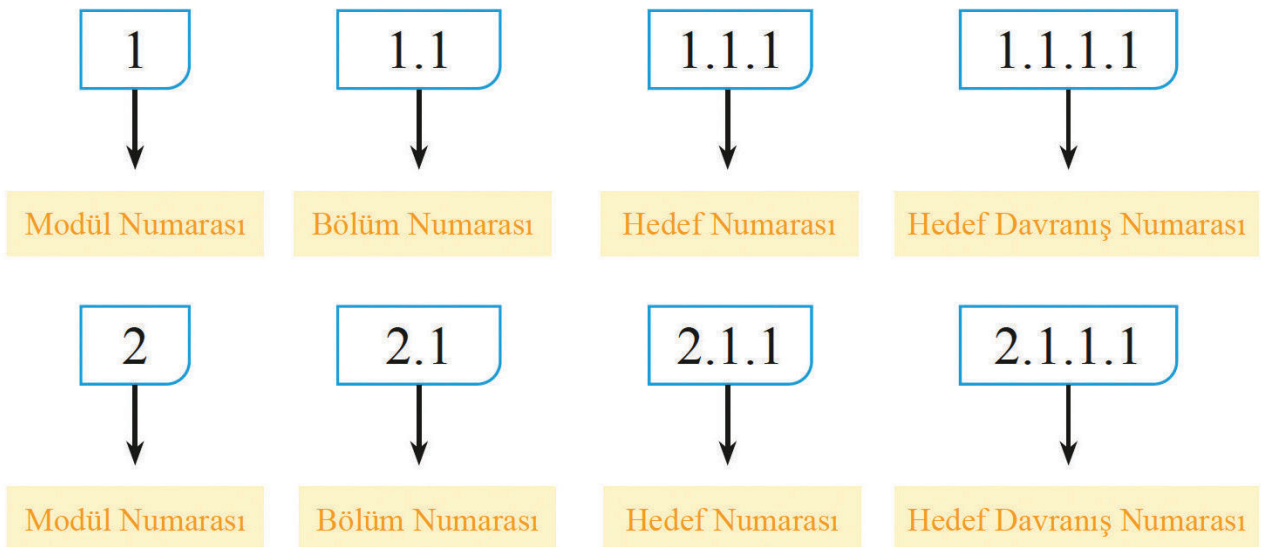 1 1.1 1.1.1 1.1.1.1
Modül Numarası Bölüm Numarası Hedef Numarası Hedef Davranış Numarası
2 2.1 2.1.1 2.1.1.1
Modül Numarası Bölüm Numarası Hedef Numarası Hedef Davranış Numarası